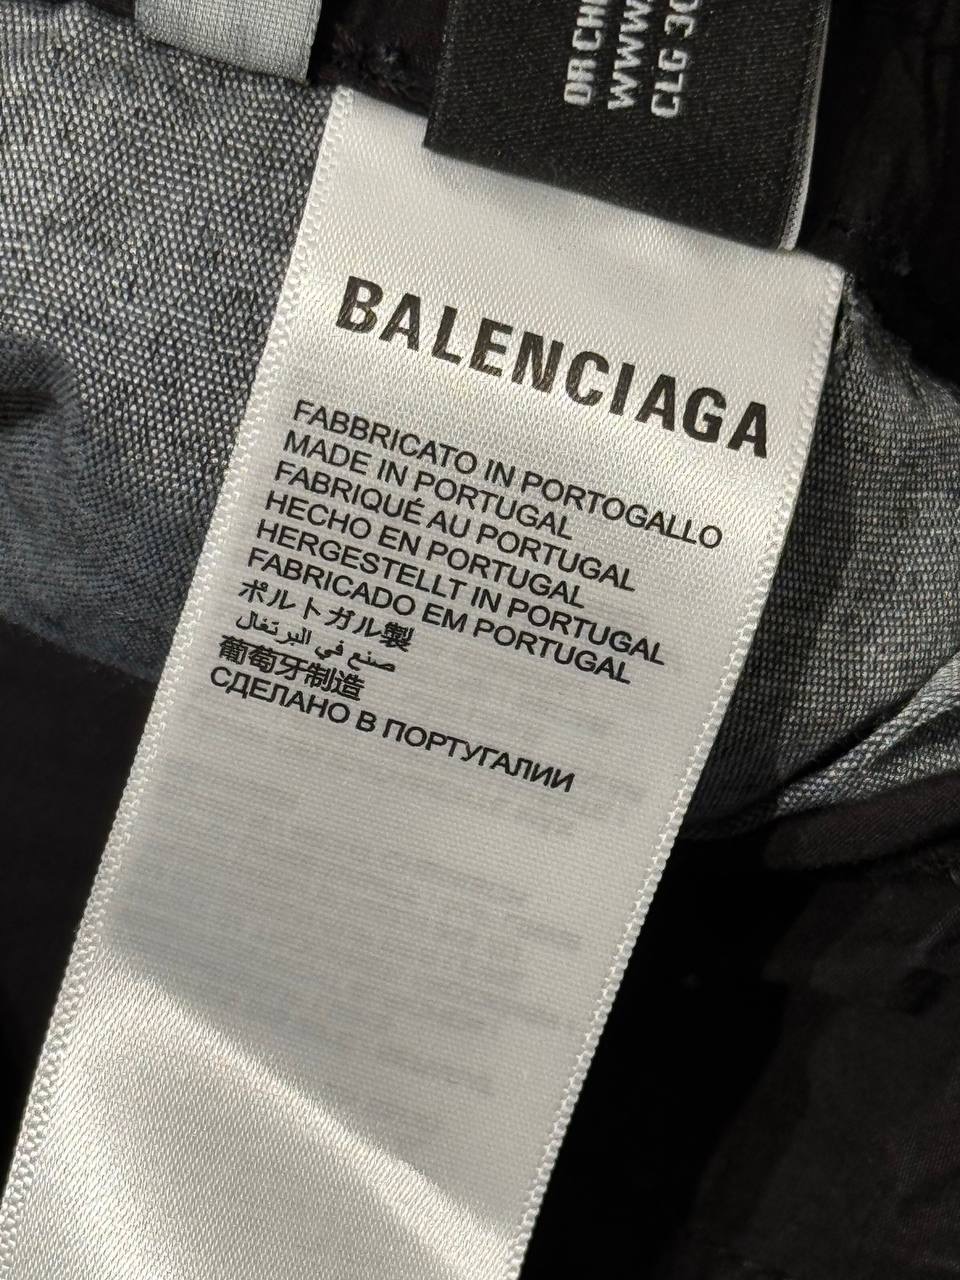 OR CH
WWW
CLG 30
BALENCIAGA
FABBRICATO IN PORTOGALLO
MADE IN PORTUGAL
FABRIQUÉ AU PORTUGAL
HECHO EN PORTUGAL
HERGESTELLT IN PORTUGAL
FABRICADO EM PORTUGAL
ポルトガル製
صنع في البرتغال
葡萄牙制造
СДЕЛАНО В ПОРТУГАЛИИ